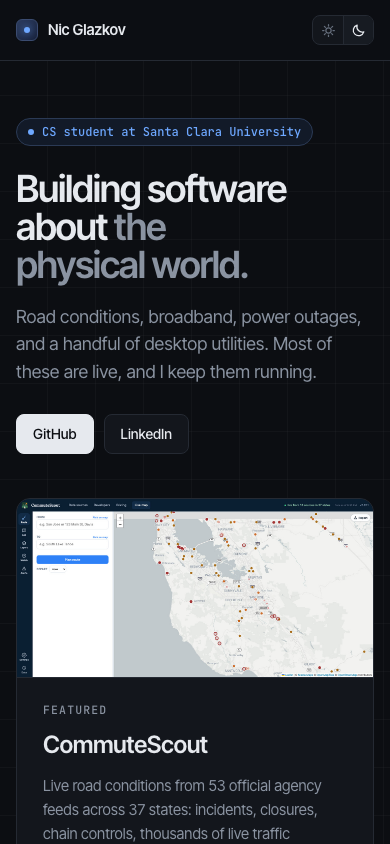 Nic Glazkov
CS student at Santa Clara University
Building software
about the
physical world.
Road conditions, broadband, power outages,
and a handful of desktop utilities. Most of
these are live, and I keep them running.
GitHub
LinkedIn
CommuteScout
FEATURED
CommuteScout
Live road conditions from 53 official agency
feeds across 37 states: incidents, closures,
chain controls, thousands of live traffic